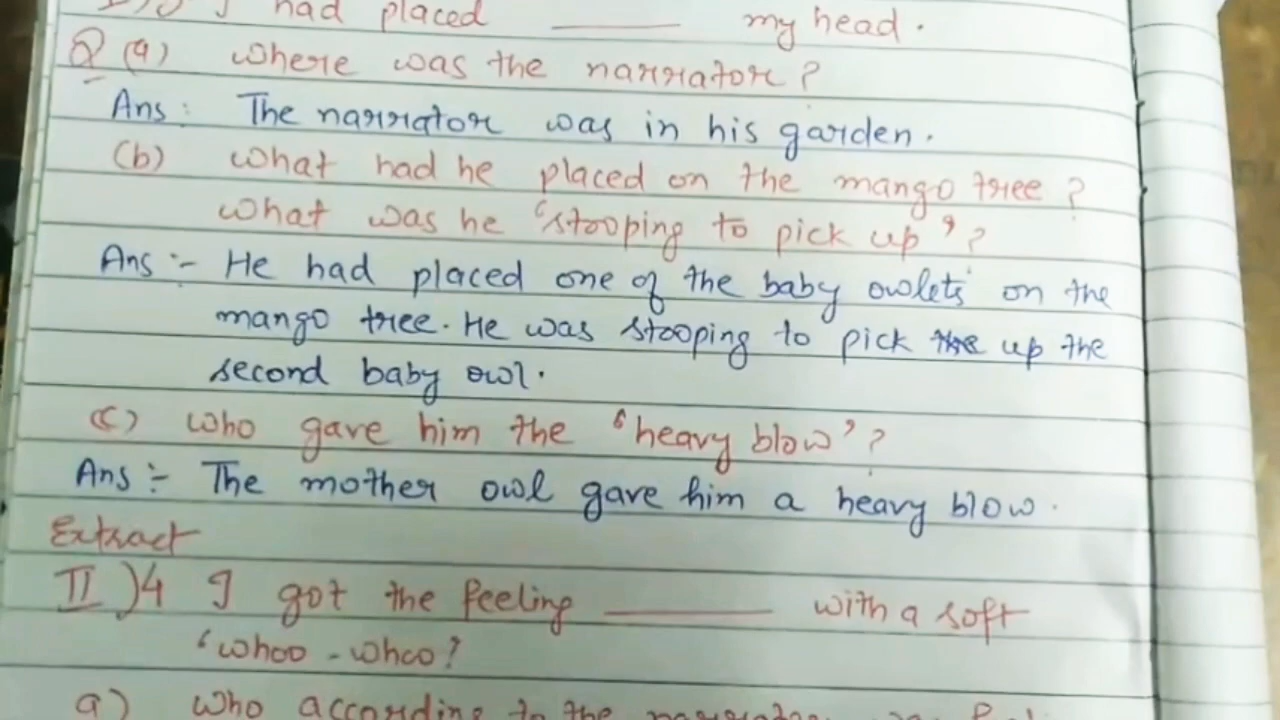 I had placed ______ my head.
Q (a) Where was the narrator?
Ans: The narrator was in his garden.
(b) What had he placed on the mango tree?
What was he 'stooping to pick up'?
Ans :- He had placed one of the baby owlets on the
mango tree. He was stooping to pick the up the
second baby owl.
(c) Who gave him the 'heavy blow'?
Ans :- The mother owl gave him a heavy blow.
Extract
II )4 I got the feeling ______ with a soft
'whoo - whoo?
a) Who according to the narrator